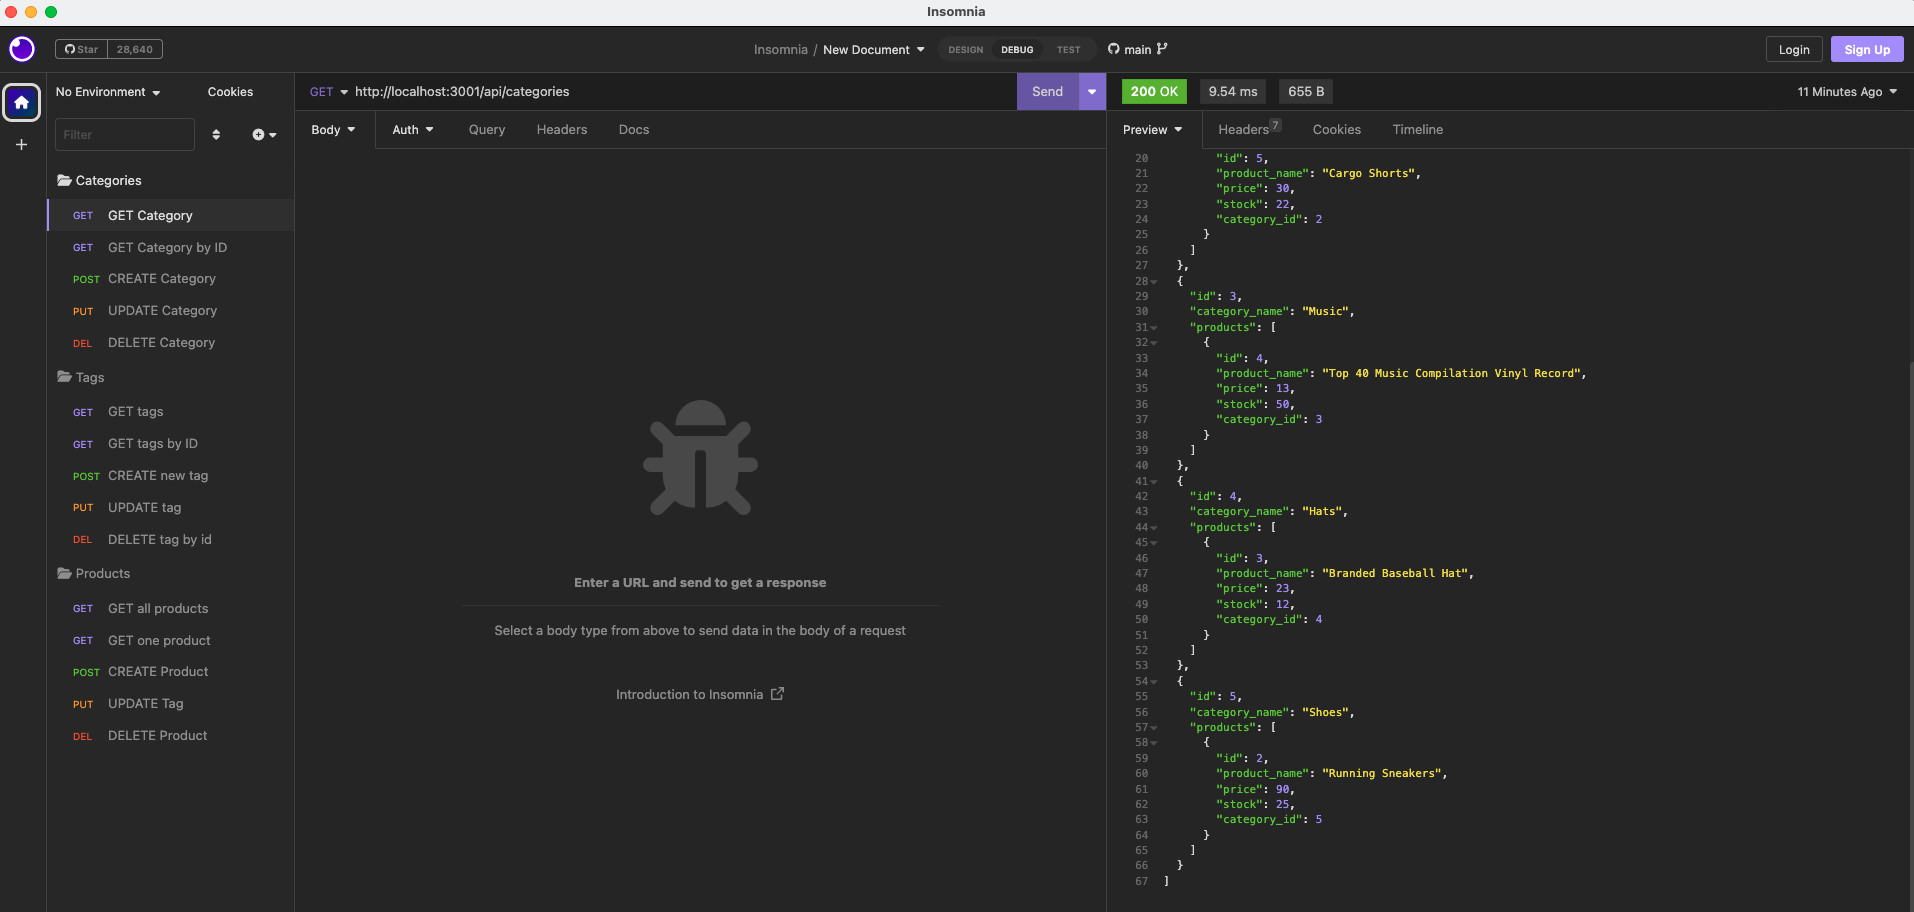 Insomnia
Star 28,640
Insomnia / New Document
DESIGN DEBUG TEST
main
Login
Sign Up
No Environment
Cookies
Filter
Categories
GET GET Category
GET GET Category by ID
POST CREATE Category
PUT UPDATE Category
DEL DELETE Category
Tags
GET GET tags
GET GET tags by ID
POST CREATE new tag
PUT UPDATE tag
DEL DELETE tag by id
Products
GET GET all products
GET GET one product
POST CREATE Product
PUT UPDATE Tag
DEL DELETE Product
GET http://localhost:3001/api/categories
Send
Body Auth Query Headers Docs
Enter a URL and send to get a response
Select a body type from above to send data in the body of a request
Introduction to Insomnia
200 OK 9.54 ms 655 B
11 Minutes Ago
Preview Headers 7 Cookies Timeline
20 "id": 5,
21 "product_name": "Cargo Shorts",
22 "price": 30,
23 "stock": 22,
24 "category_id": 2
25 }
26 ]
27 },
28 {
29 "id": 3,
30 "category_name": "Music",
31 "products": [
32 {
33 "id": 4,
34 "product_name": "Top 40 Music Compilation Vinyl Record",
35 "price": 13,
36 "stock": 50,
37 "category_id": 3
38 }
39 ]
40 },
41 {
42 "id": 4,
43 "category_name": "Hats",
44 "products": [
45 {
46 "id": 3,
47 "product_name": "Branded Baseball Hat",
48 "price": 23,
49 "stock": 12,
50 "category_id": 4
51 }
52 ]
53 },
54 {
55 "id": 5,
56 "category_name": "Shoes",
57 "products": [
58 {
59 "id": 2,
60 "product_name": "Running Sneakers",
61 "price": 90,
62 "stock": 25,
63 "category_id": 5
64 }
65 ]
66 }
67 ]